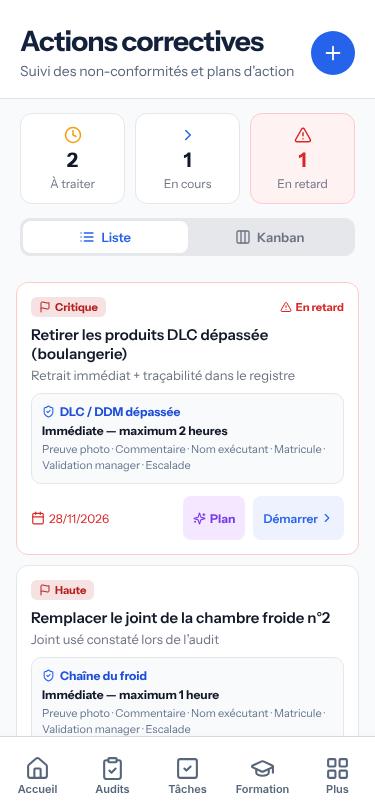 Actions correctives
Suivi des non-conformités et plans d'action
2
À traiter
1
En cours
1
En retard
Liste
Kanban
Critique
En retard
Retirer les produits DLC dépassée
(boulangerie)
Retrait immédiat + traçabilité dans le registre
DLC / DDM dépassée
Immédiate — maximum 2 heures
Preuve photo · Commentaire · Nom exécutant · Matricule ·
Validation manager · Escalade
28/11/2026
Plan
Démarrer
Haute
Remplacer le joint de la chambre froide n°2
Joint usé constaté lors de l'audit
Chaîne du froid
Immédiate — maximum 1 heure
Preuve photo · Commentaire · Nom exécutant · Matricule ·
Validation manager · Escalade
Accueil
Audits
Tâches
Formation
Plus